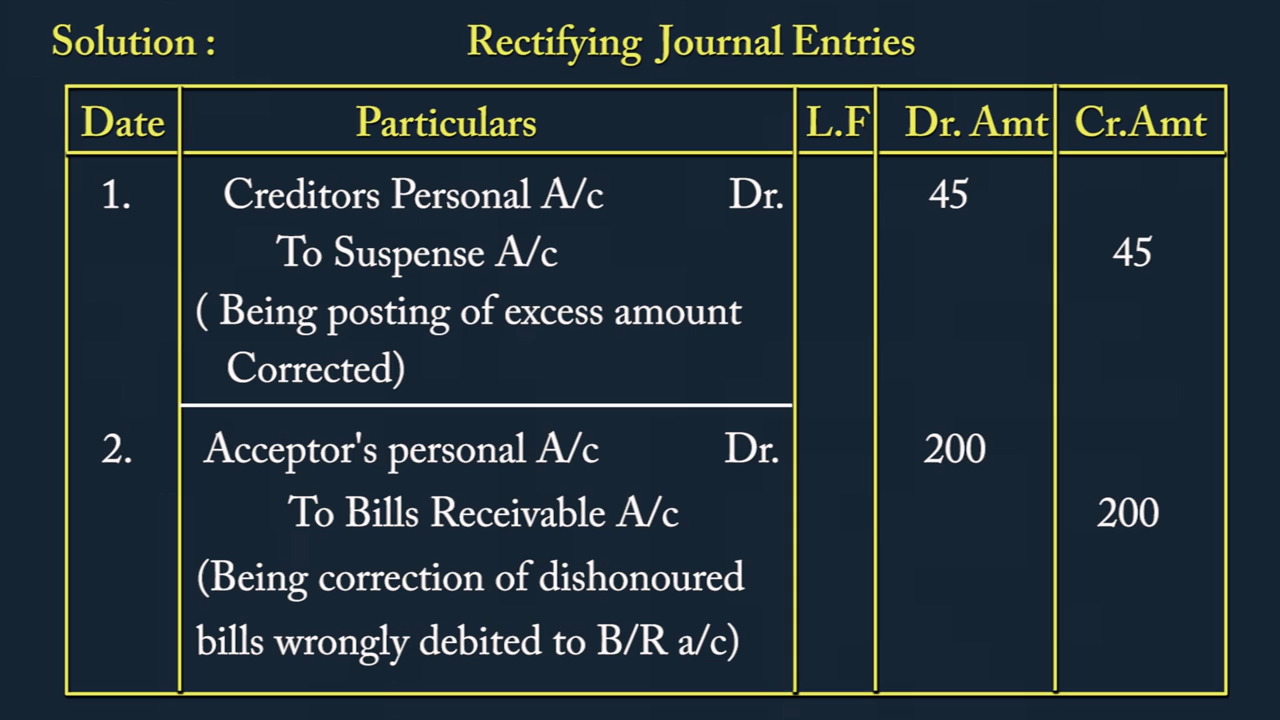 Solution : Rectifying Journal Entries
Date Particulars L.F Dr. Amt Cr.Amt
1. Creditors Personal A/c Dr. 45
To Suspense A/c 45
( Being posting of excess amount
Corrected)
2. Acceptor's personal A/c Dr. 200
To Bills Receivable A/c 200
(Being correction of dishonoured
bills wrongly debited to B/R a/c)